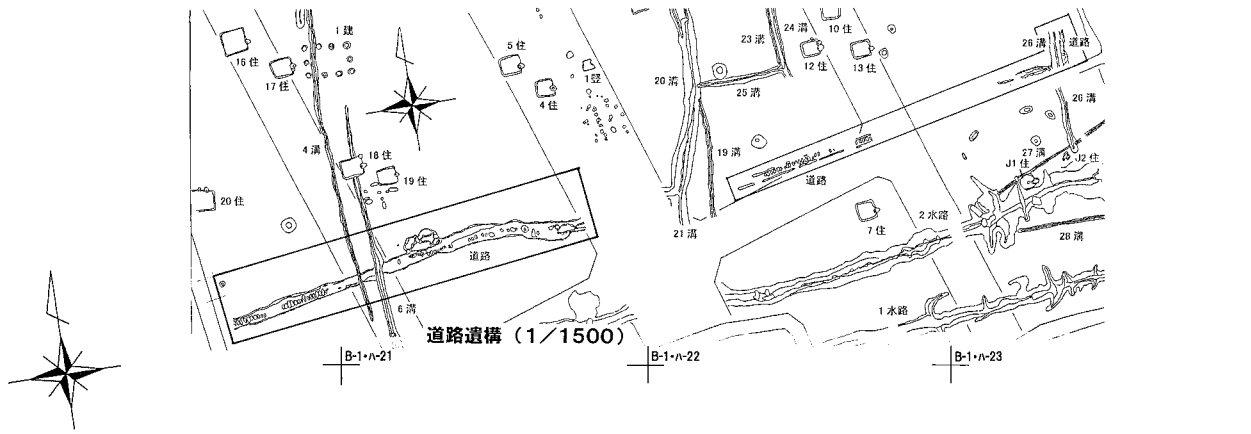 1建
16住
17住
5住
1竪
4住
4溝
18住
19住
20住
道路
6溝
23溝
24溝
10住
12住
13住
20溝
25溝
26溝
道路
26溝
19溝
27溝
J1住
J2住
道路
7住
21溝
2水路
28溝
1水路
道路遺構（1／1500）
B-1・ハ-21
B-1・ハ-22
B-1・ハ-23